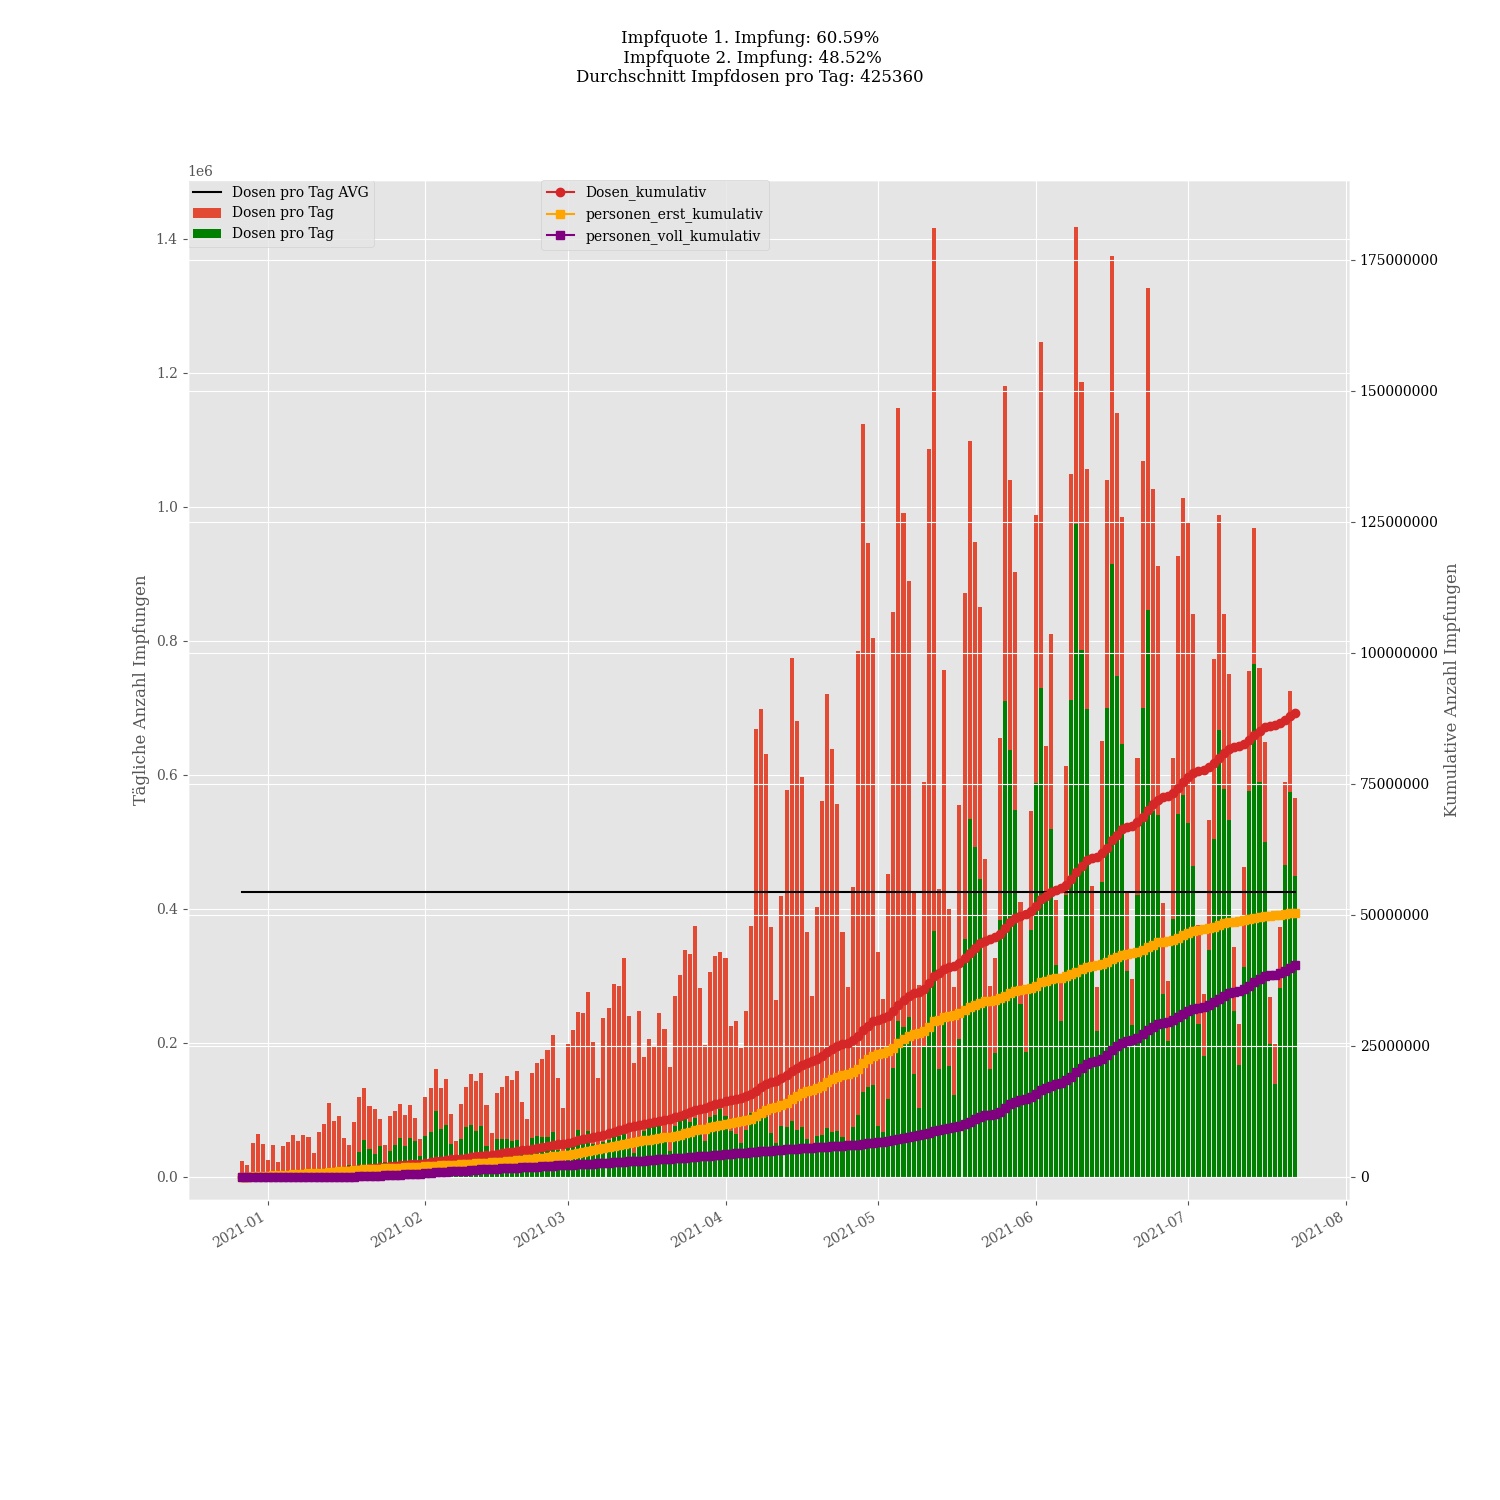 Impfquote 1. Impfung: 60.59%
Impfquote 2. Impfung: 48.52%
Durchschnitt Impfdosen pro Tag: 425360
1e6
Dosen pro Tag AVG
Dosen pro Tag
Dosen pro Tag
Dosen_kumulativ
personen_erst_kumulativ
personen_voll_kumulativ
Tägliche Anzahl Impfungen
1.4
1.2
1.0
0.8
0.6
0.4
0.2
0.0
175000000
150000000
125000000
100000000
75000000
50000000
25000000
0
Kumulative Anzahl Impfungen
2021-01
2021-02
2021-03
2021-04
2021-05
2021-06
2021-07
2021-08